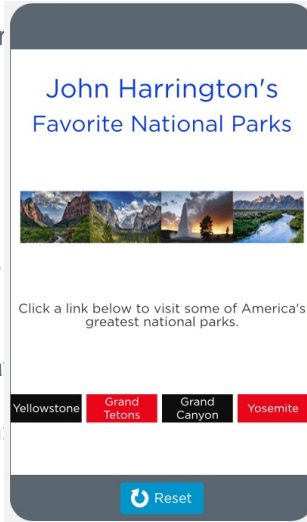 John Harrington's
Favorite National Parks
Click a link below to visit some of America's
greatest national parks.
Yellowstone
Grand
Tetons
Grand
Canyon
Yosemite
Reset